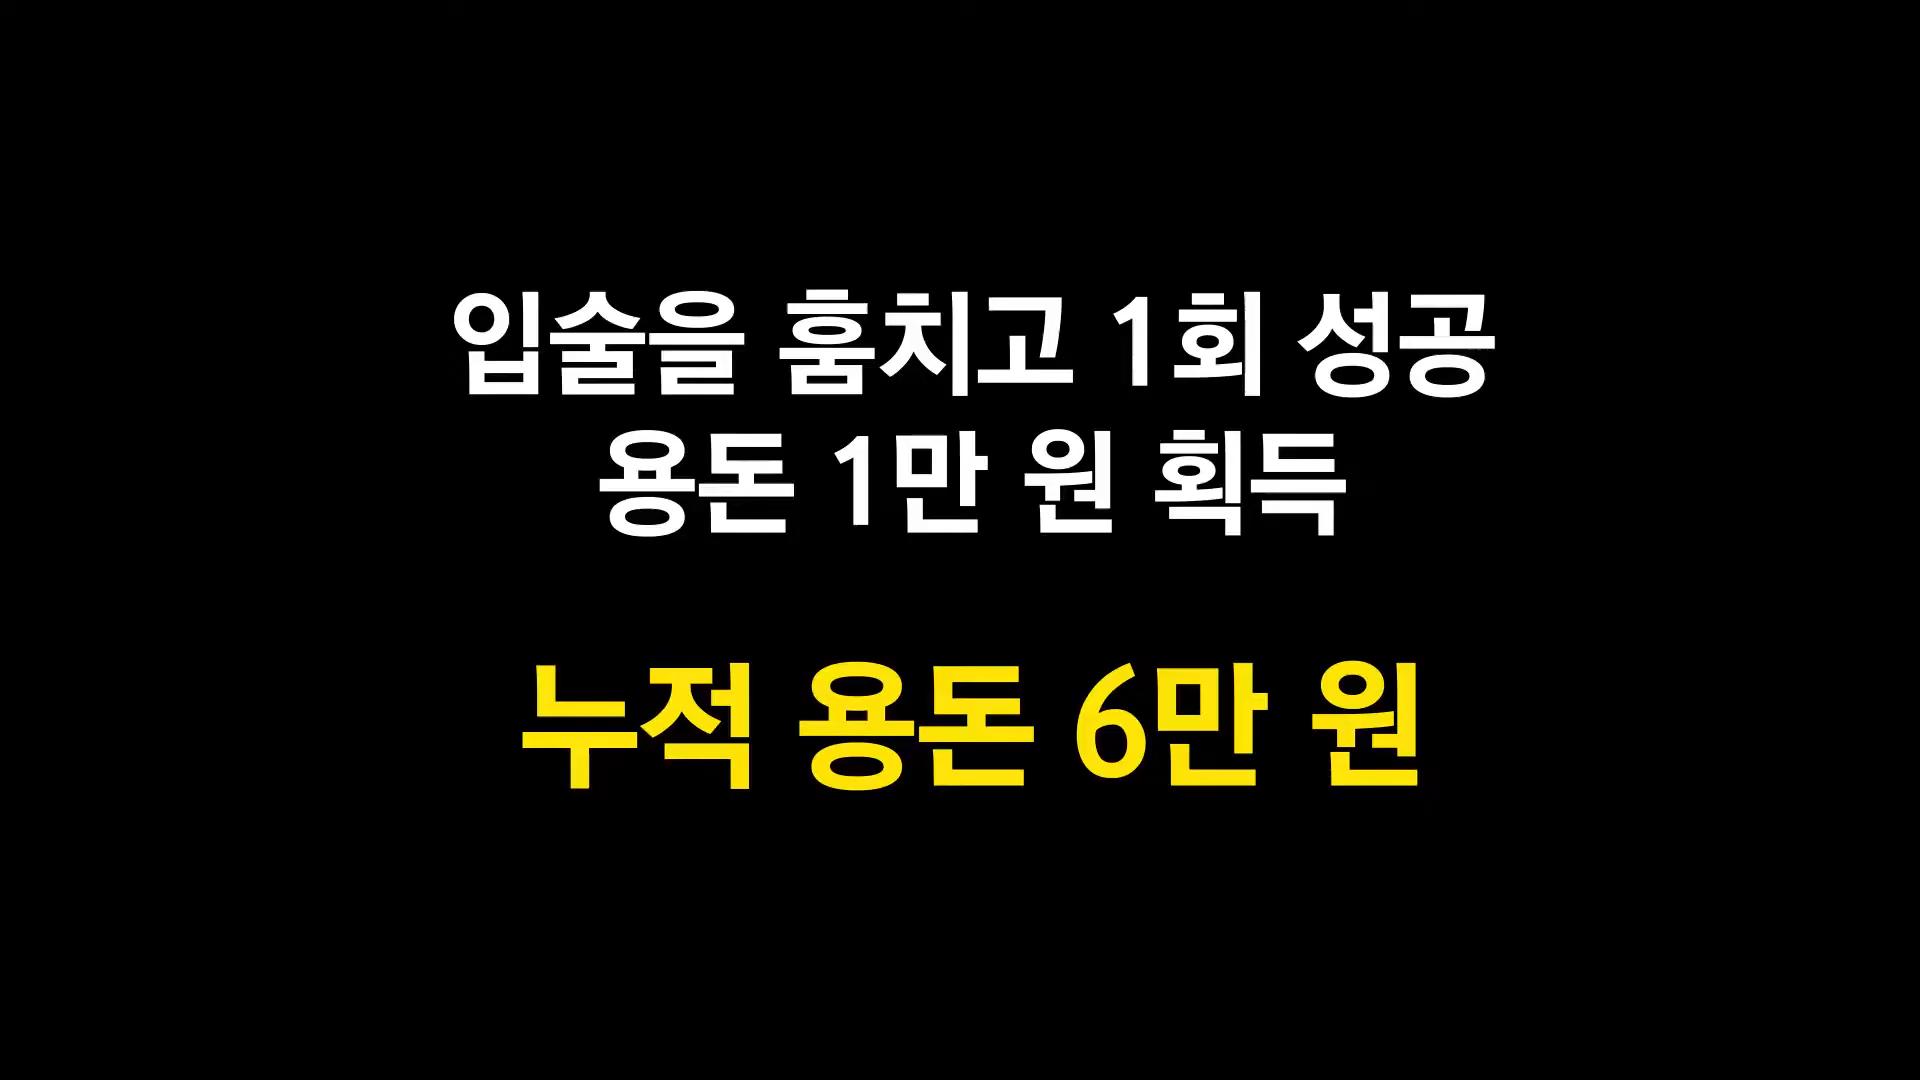 입술을 훔치고 1회 성공
용돈 1만 원 획득
누적 용돈 6만 원